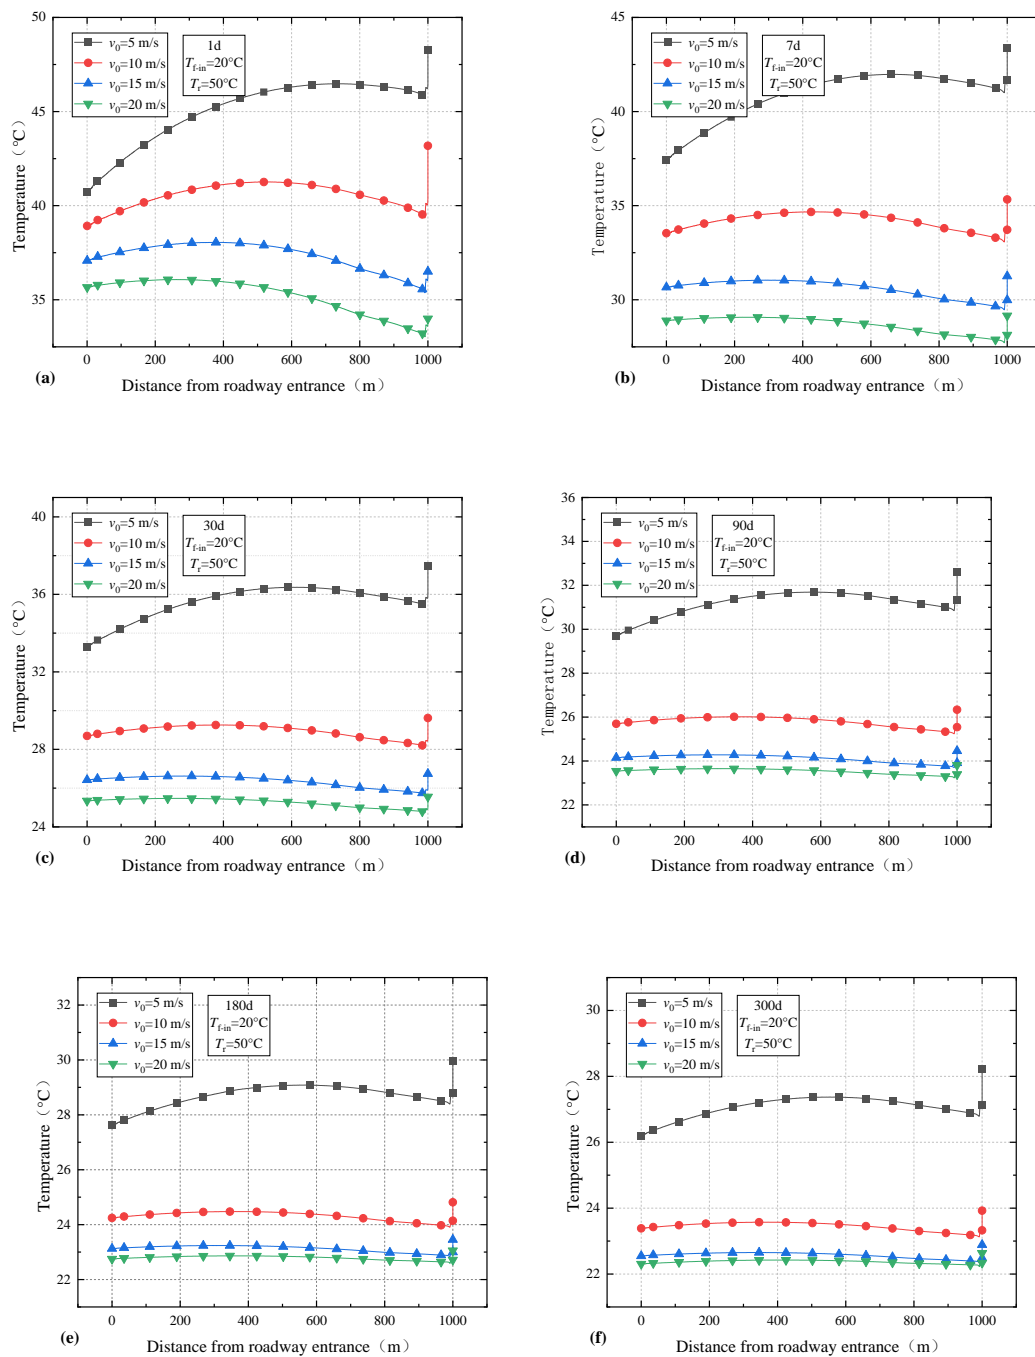 50
45
40
35
Temperature（°C）
v0=5 m/s
v0=10 m/s
v0=15 m/s
v0=20 m/s
1d
Tf-in=20°C
Tr=50°C
0 200 400 600 800 1000
(a) Distance from roadway entrance（m）
45
40
35
30
Temperature（°C）
v0=5 m/s
v0=10 m/s
v0=15 m/s
v0=20 m/s
7d
Tf-in=20°C
Tr=50°C
0 200 400 600 800 1000
(b) Distance from roadway entrance（m）
40
36
32
28
24
Temperature（°C）
v0=5 m/s
v0=10 m/s
v0=15 m/s
v0=20 m/s
30d
Tf-in=20°C
Tr=50°C
0 200 400 600 800 1000
(c) Distance from roadway entrance（m）
36
34
32
30
28
26
24
22
Temperature（°C）
v0=5 m/s
v0=10 m/s
v0=15 m/s
v0=20 m/s
90d
Tf-in=20°C
Tr=50°C
0 200 400 600 800 1000
(d) Distance from roadway entrance（m）
32
30
28
26
24
22
Temperature（°C）
v0=5 m/s
v0=10 m/s
v0=15 m/s
v0=20 m/s
180d
Tf-in=20°C
Tr=50°C
0 200 400 600 800 1000
(e) Distance from roadway entrance（m）
30
28
26
24
22
Temperature（°C）
v0=5 m/s
v0=10 m/s
v0=15 m/s
v0=20 m/s
300d
Tf-in=20°C
Tr=50°C
0 200 400 600 800 1000
(f) Distance from roadway entrance（m）